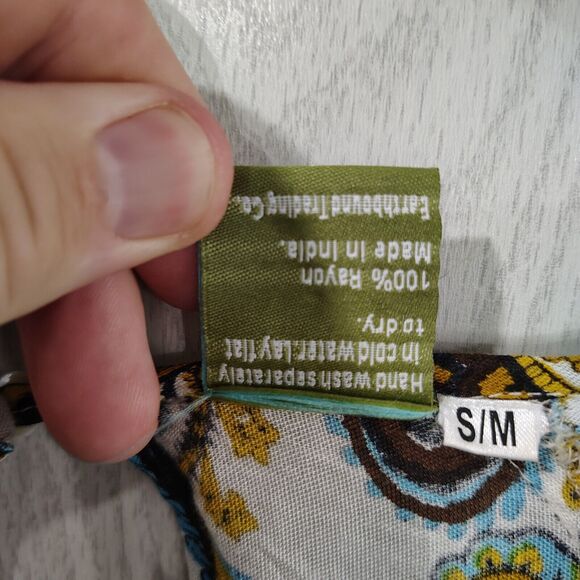 Hand wash separately
in cold water. Lay flat
to dry.
100% Rayon
Made in India.
Earthbound Trading Co.
S/M